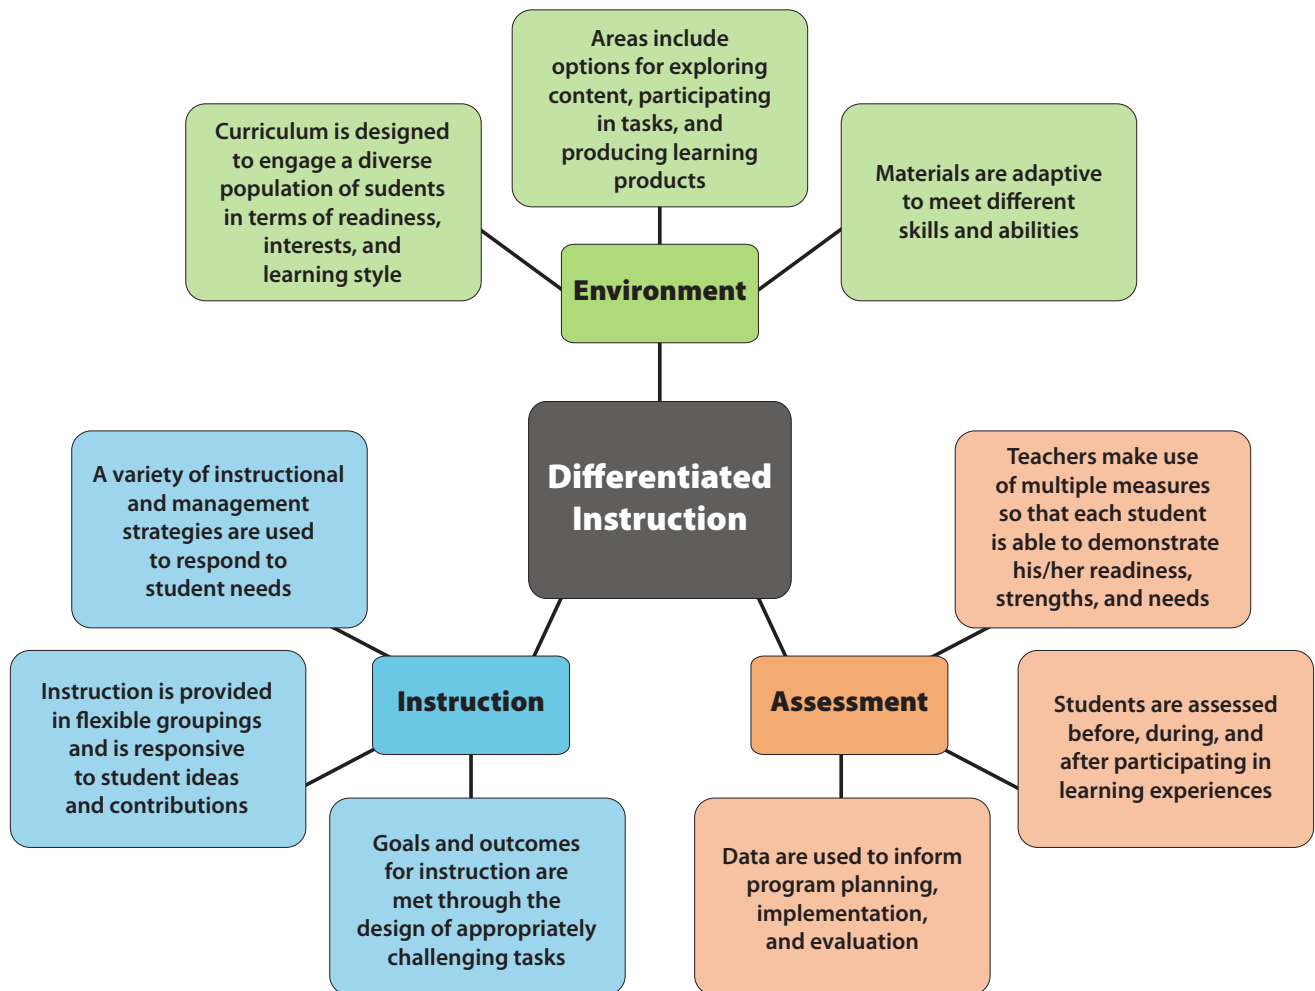 Areas include
options for exploring
content, participating
in tasks, and
producing learning
products
Curriculum is designed
to engage a diverse
population of sudents
in terms of readiness,
interests, and
learning style
Materials are adaptive
to meet different
skills and abilities
Environment
Differentiated
Instruction
A variety of instructional
and management
strategies are used
to respond to
student needs
Teachers make use
of multiple measures
so that each student
is able to demonstrate
his/her readiness,
strengths, and needs
Instruction is provided
in flexible groupings
and is responsive
to student ideas
and contributions
Instruction
Assessment
Students are assessed
before, during, and
after participating in
learning experiences
Goals and outcomes
for instruction are
met through the
design of appropriately
challenging tasks
Data are used to inform
program planning,
implementation,
and evaluation